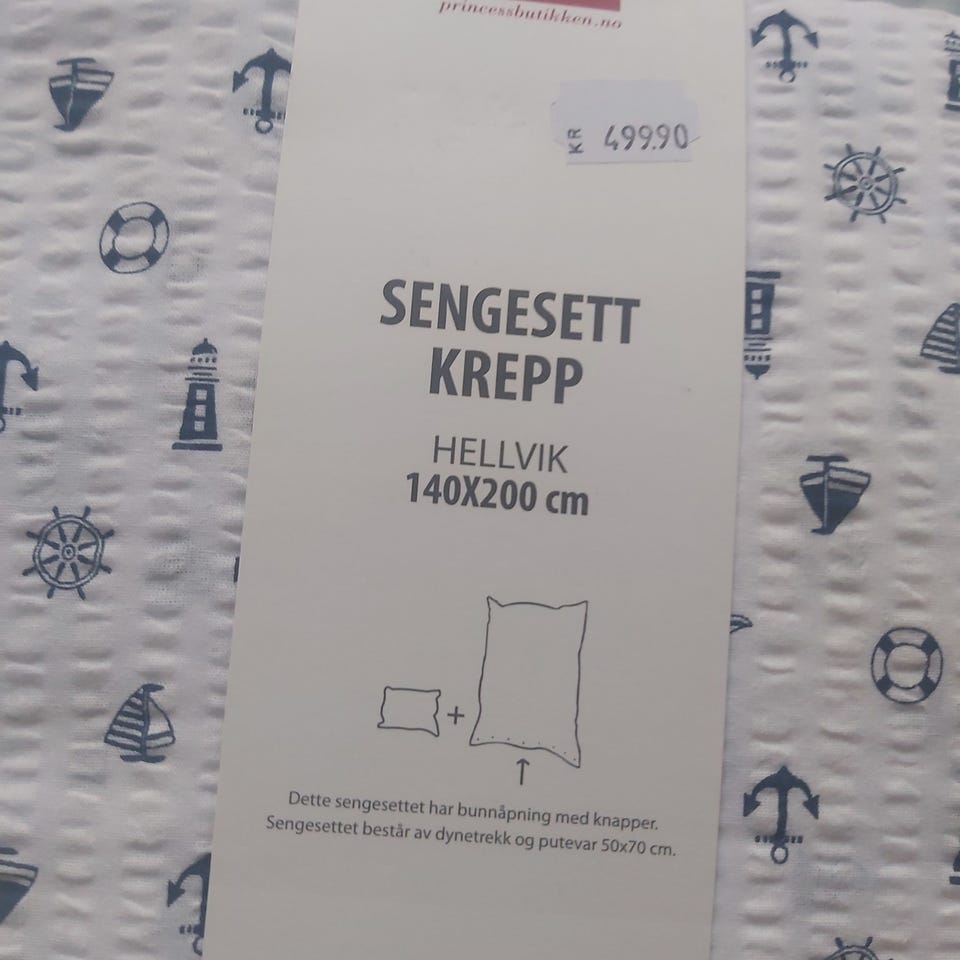 princessbutikken.no
KR 499.90
SENGESETT
KREPP
HELLVIK
140X200 cm
+
Dette sengesettet har bunnåpning med knapper.
Sengesettet består av dynetrekk og putevar 50x70 cm.